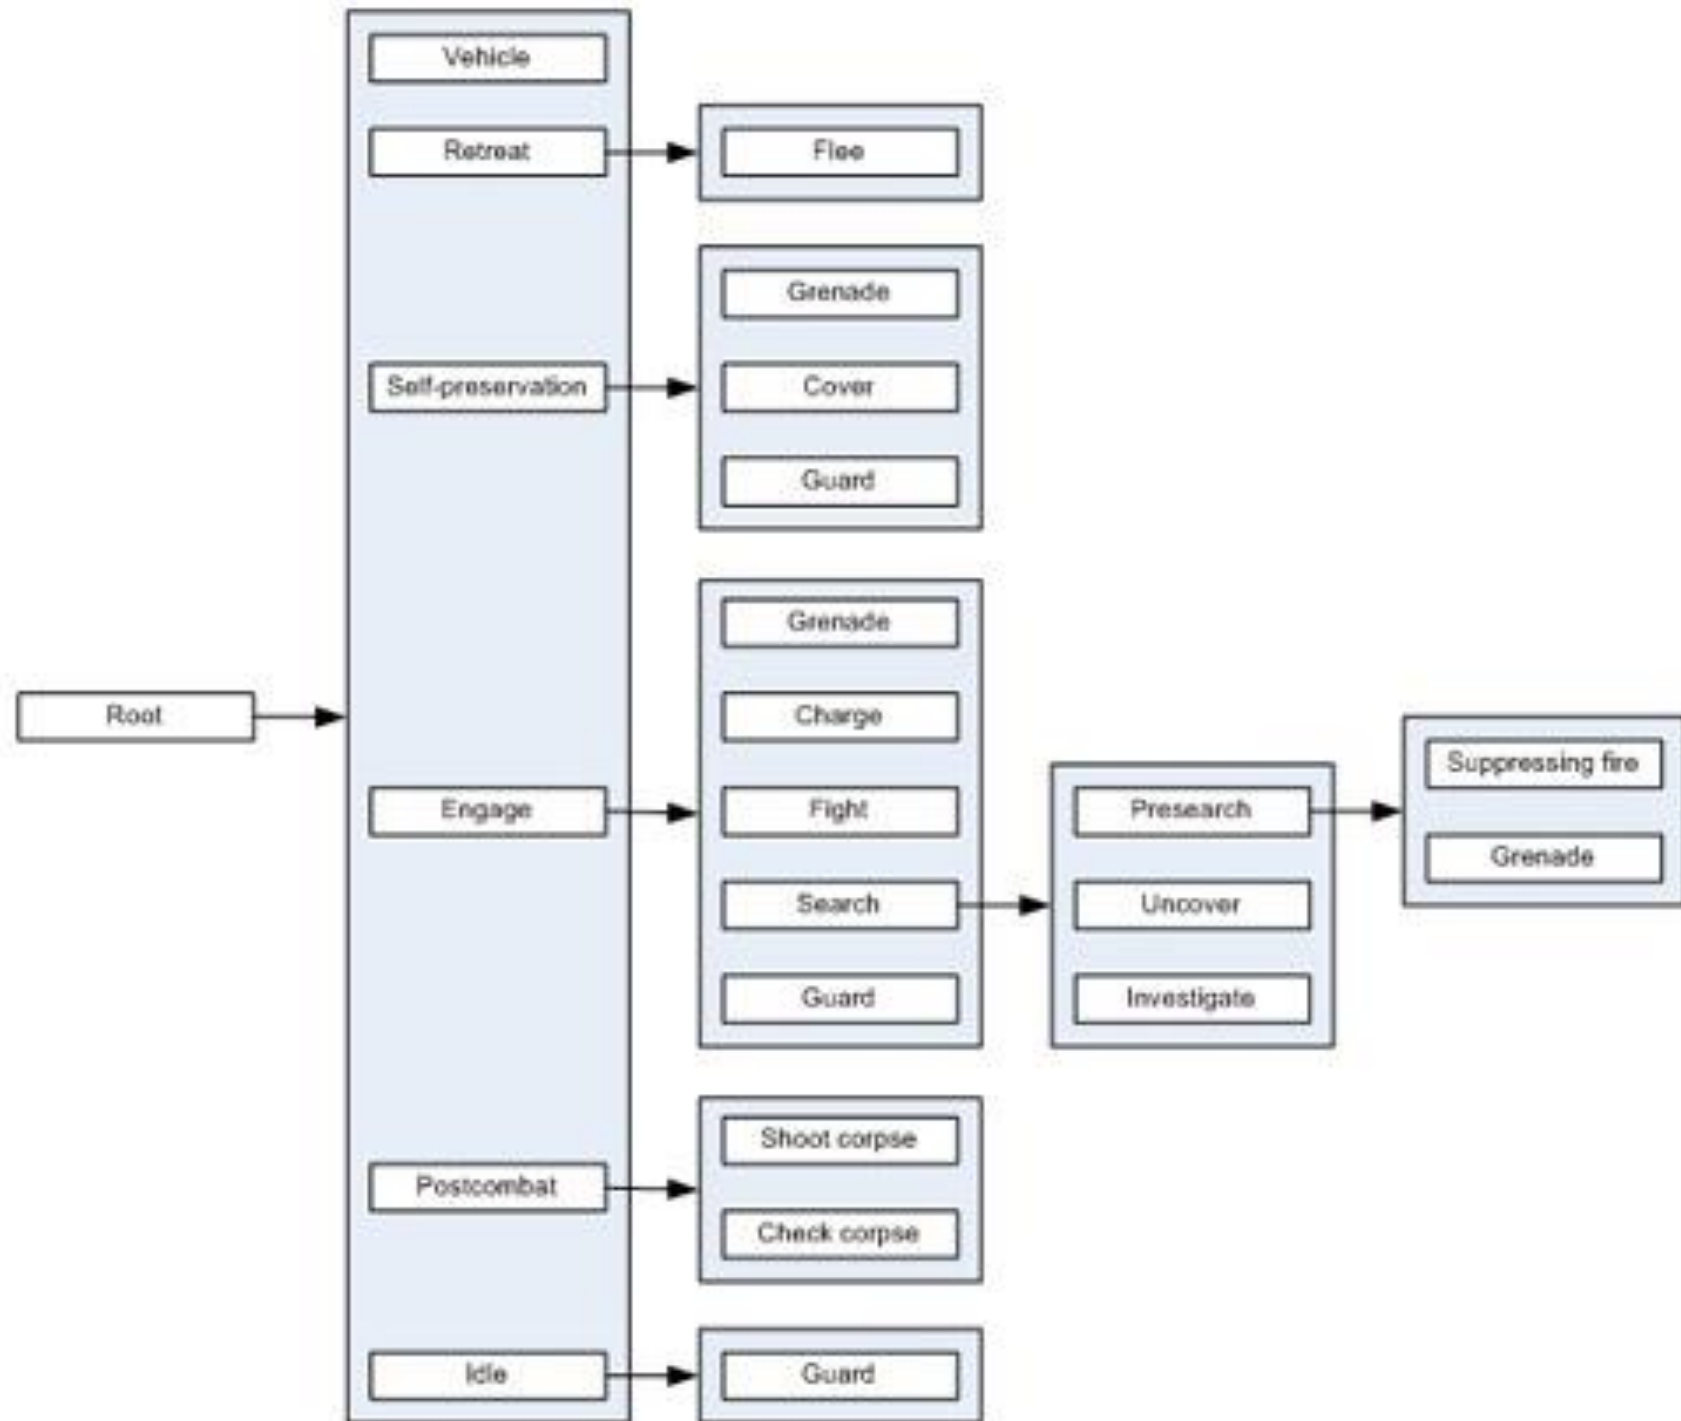 Root
Vehicle
Retreat
Self-preservation
Engage
Postcombat
Idle
Flee
Grenade
Cover
Guard
Grenade
Charge
Fight
Search
Guard
Shoot corpse
Check corpse
Guard
Presearch
Uncover
Investigate
Suppressing fire
Grenade